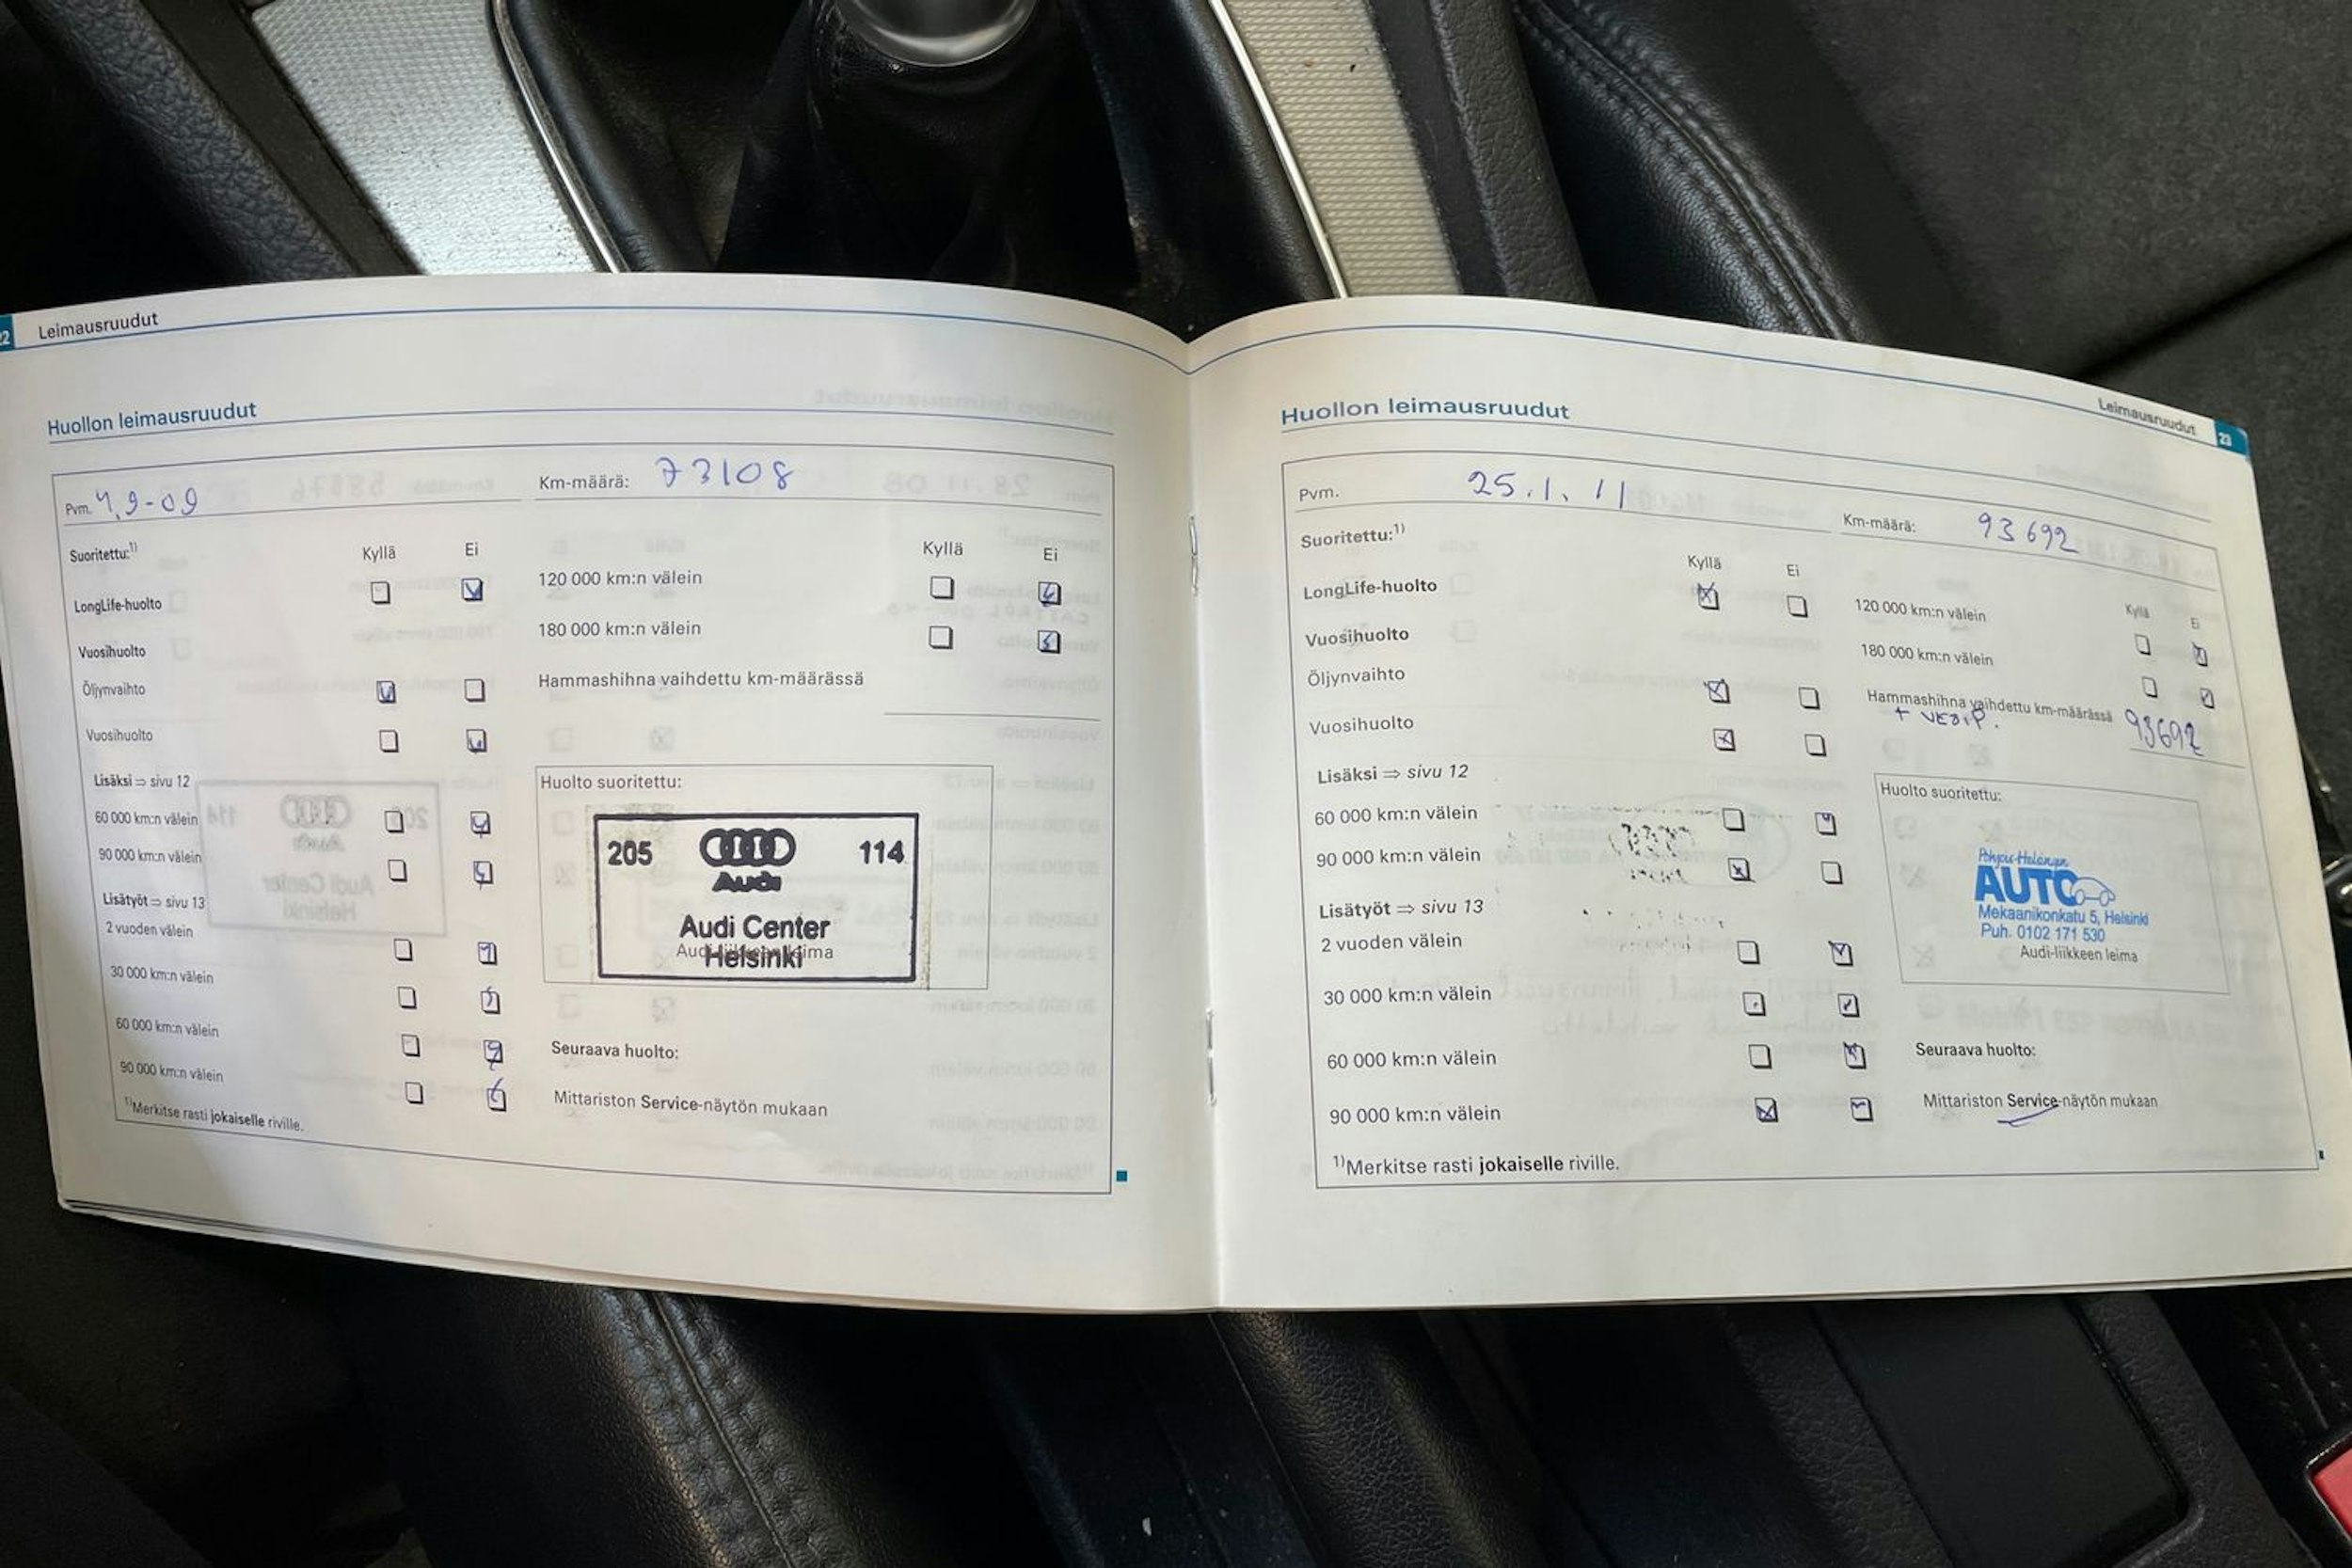 22 Leimausruudut
Huollon leimausruudut
Pvm. 4.9-09
Km-määrä: 73108
Suoritettu:1)
Kyllä Ei
LongLife-huolto
Vuosihuolto
Öljynvaihto
Vuosihuolto
Lisäksi ⇒ sivu 12
60 000 km:n välein
90 000 km:n välein
Lisätyöt ⇒ sivu 13
2 vuoden välein
30 000 km:n välein
60 000 km:n välein
90 000 km:n välein
1)Merkitse rasti jokaiselle riville.
Kyllä Ei
120 000 km:n välein
180 000 km:n välein
Hammashihna vaihdettu km-määrässä
Huolto suoritettu:
205 114
Audi
Audi Center
Helsinki
Audi-liikkeen leima
Seuraava huolto:
Mittariston Service-näytön mukaan
Leimausruudut 23
Huollon leimausruudut
Pvm. 25.1.11
Km-määrä: 93692
Suoritettu:1)
Kyllä Ei
LongLife-huolto
Vuosihuolto
Öljynvaihto
Vuosihuolto
Lisäksi ⇒ sivu 12
60 000 km:n välein
90 000 km:n välein
Lisätyöt ⇒ sivu 13
2 vuoden välein
30 000 km:n välein
60 000 km:n välein
90 000 km:n välein
1)Merkitse rasti jokaiselle riville.
Kyllä Ei
120 000 km:n välein
180 000 km:n välein
Hammashihna vaihdettu km-määrässä 93692
+ VESIP.
Huolto suoritettu:
Pohjois-Helsingin
AUTO
Mekaanikonkatu 5, Helsinki
Puh. 0102 171 530
Audi-liikkeen leima
Seuraava huolto:
Mittariston Service-näytön mukaan